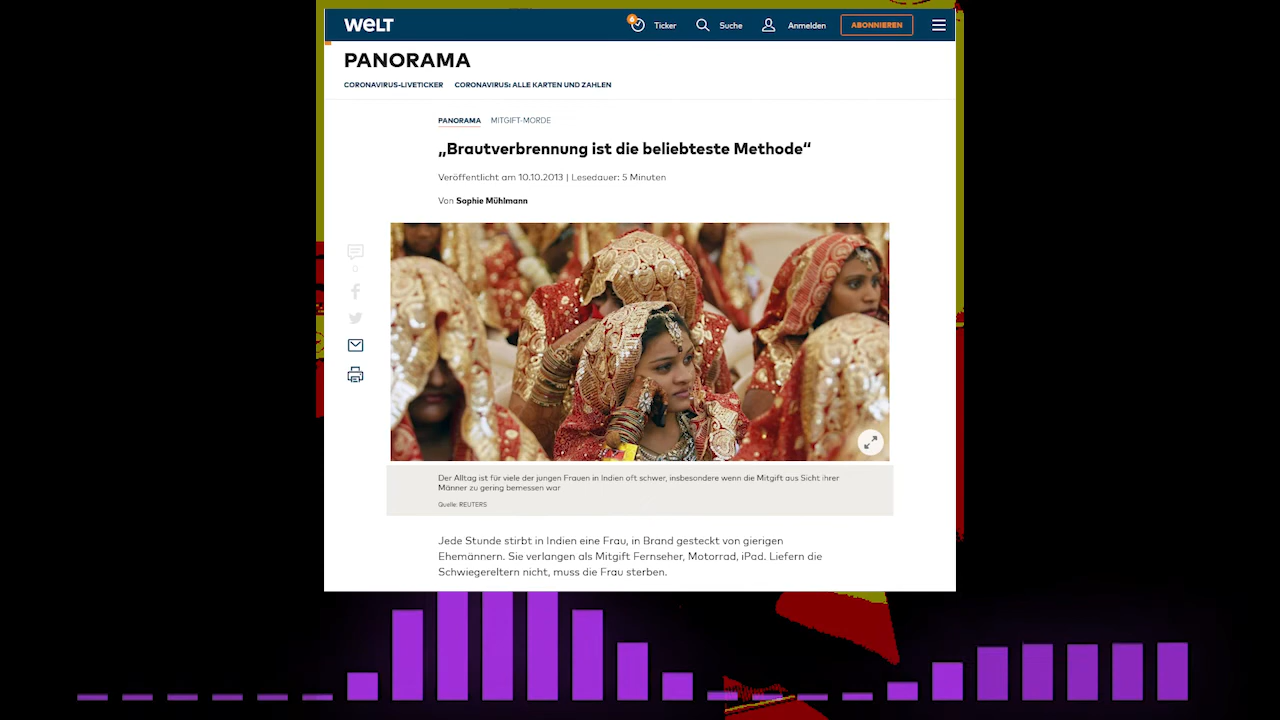 WELT
6
Ticker
Suche
Anmelden
ABONNIEREN
PANORAMA
CORONAVIRUS-LIVETICKER CORONAVIRUS: ALLE KARTEN UND ZAHLEN
PANORAMA MITGIFT-MORDE
„Brautverbrennung ist die beliebteste Methode“
Veröffentlicht am 10.10.2013 | Lesedauer: 5 Minuten
Von Sophie Mühlmann
0
Der Alltag ist für viele der jungen Frauen in Indien oft schwer, insbesondere wenn die Mitgift aus Sicht ihrer
Männer zu gering bemessen war
Quelle: REUTERS
Jede Stunde stirbt in Indien eine Frau, in Brand gesteckt von gierigen
Ehemännern. Sie verlangen als Mitgift Fernseher, Motorrad, iPad. Liefern die
Schwiegereltern nicht, muss die Frau sterben.